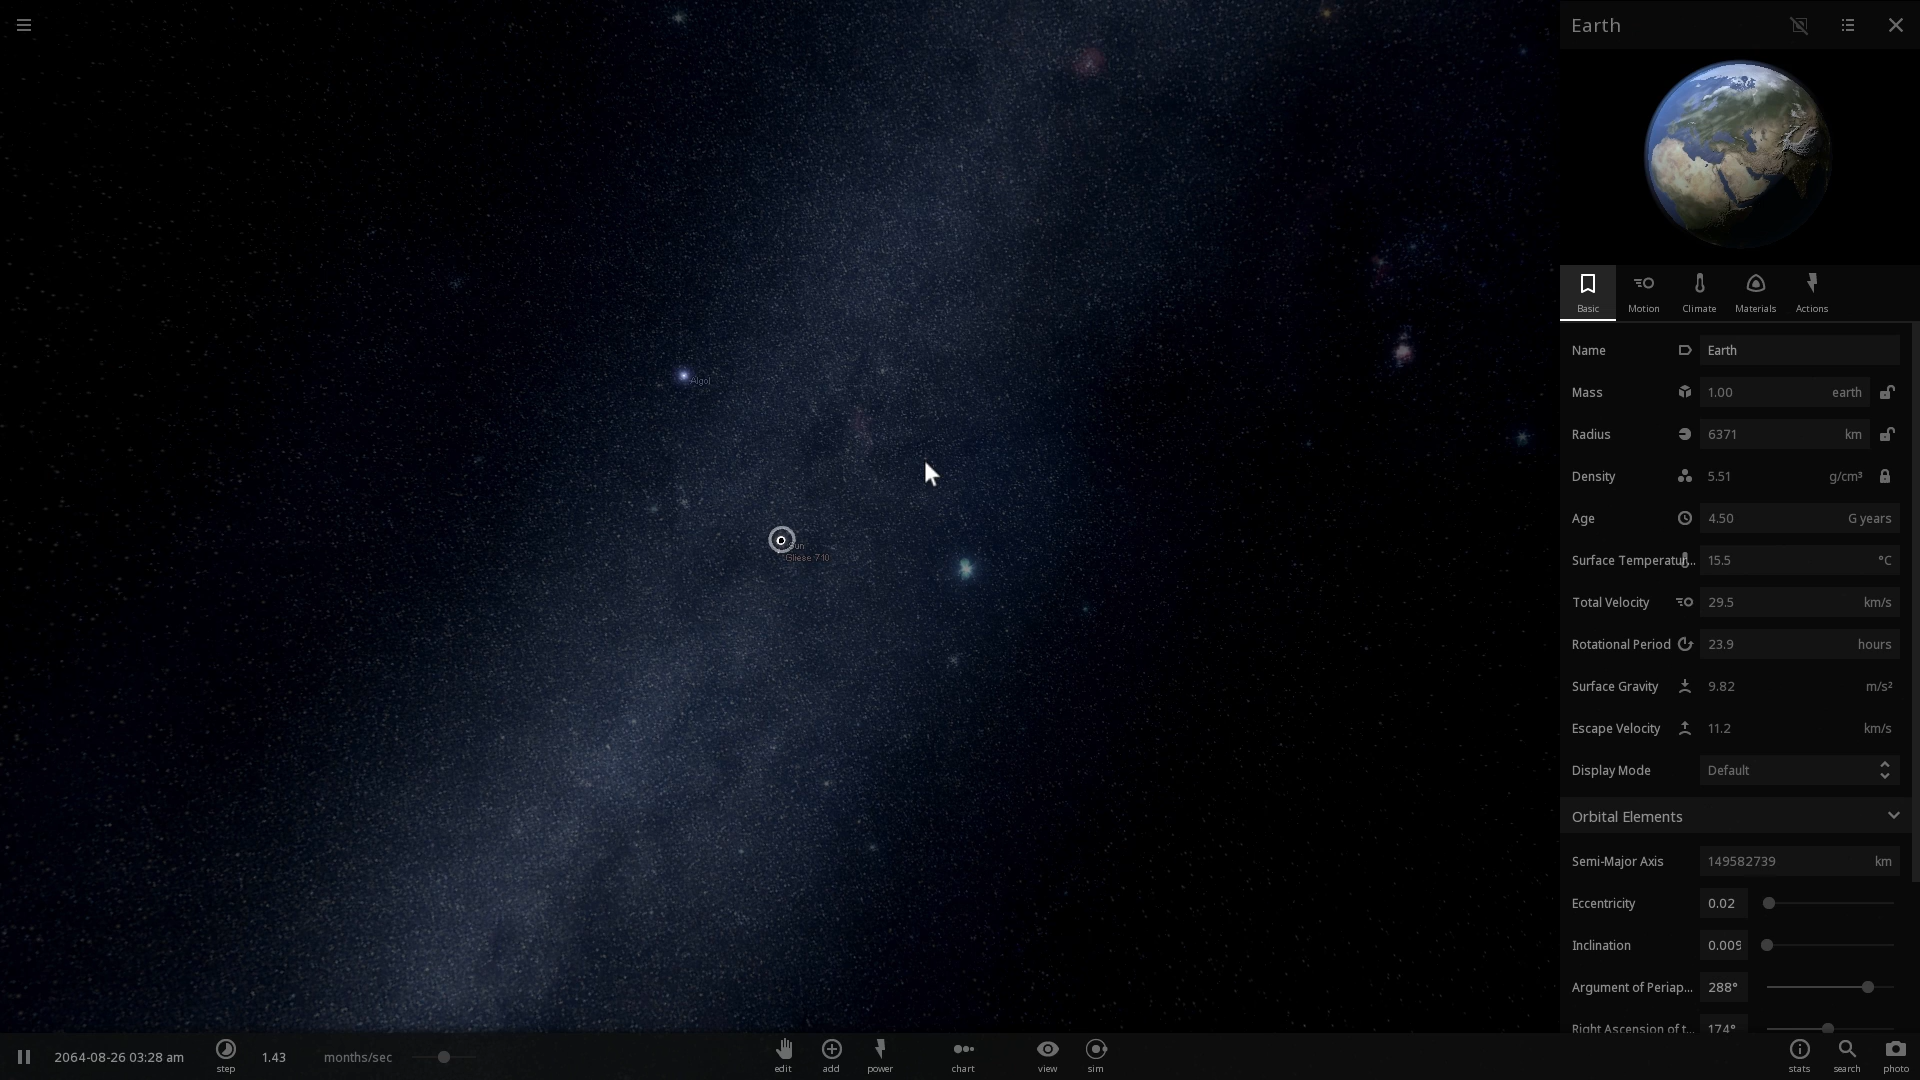 Earth
Basic
Motion
Climate
Materials
Actions
Name
Earth
Mass
1.00 earth
Radius
6371 km
Density
5.51 g/cm³
Age
4.50 G years
Surface Temperatur...
15.5 °C
Total Velocity
29.5 km/s
Rotational Period
23.9 hours
Surface Gravity
9.82 m/s²
Escape Velocity
11.2 km/s
Display Mode
Default
Orbital Elements
Semi-Major Axis
149582739 km
Eccentricity
0.02
Inclination
0.009
Argument of Periap...
288°
Right Ascension of t...
174°
Algol
Sun
Gliese 710
2064-08-26 03:28 am
step
1.43 months/sec
edit
add
power
chart
view
sim
stats
search
photo